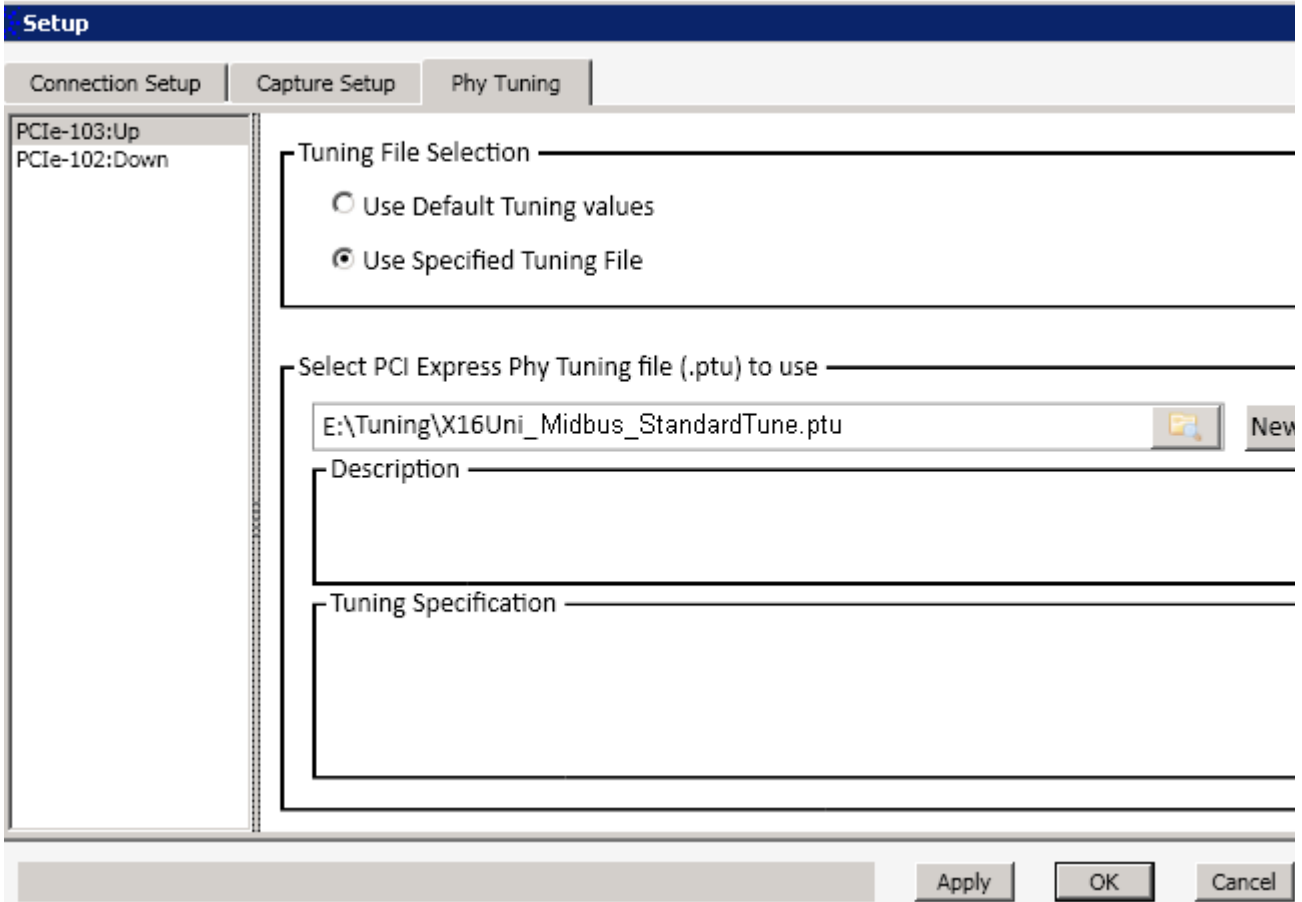 Setup
Connection Setup
Capture Setup
Phy Tuning
PCIe-103:Up
PCIe-102:Down
Tuning File Selection
Use Default Tuning values
Use Specified Tuning File
Select PCI Express Phy Tuning file (.ptu) to use
E:\Tuning\X16Uni_Midbus_StandardTune.ptu
New
Description
Tuning Specification
Apply
OK
Cancel